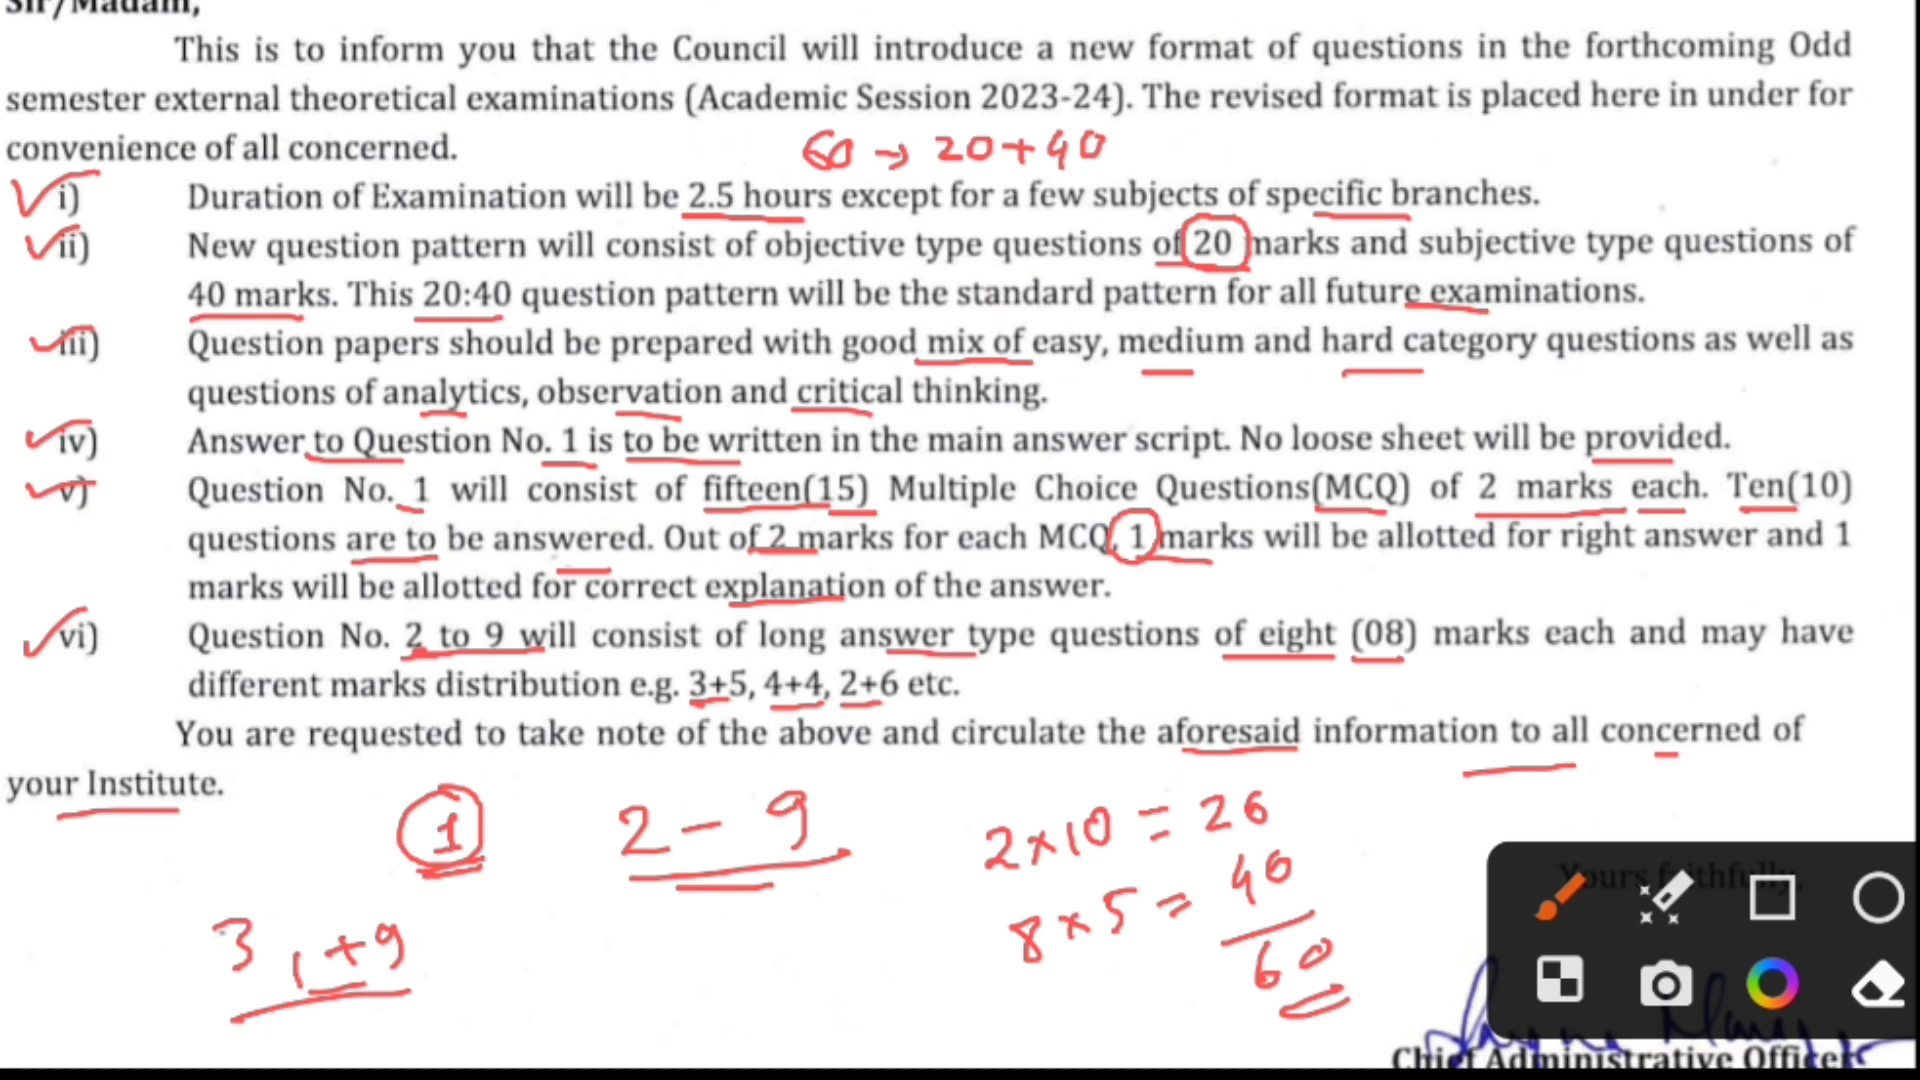 Sir/Madam,
This is to inform you that the Council will introduce a new format of questions in the forthcoming Odd
semester external theoretical examinations (Academic Session 2023-24). The revised format is placed here in under for
convenience of all concerned.
60 → 20+40
i) Duration of Examination will be 2.5 hours except for a few subjects of specific branches.
ii) New question pattern will consist of objective type questions of 20 marks and subjective type questions of
40 marks. This 20:40 question pattern will be the standard pattern for all future examinations.
iii) Question papers should be prepared with good mix of easy, medium and hard category questions as well as
questions of analytics, observation and critical thinking.
iv) Answer to Question No. 1 is to be written in the main answer script. No loose sheet will be provided.
v) Question No. 1 will consist of fifteen(15) Multiple Choice Questions(MCQ) of 2 marks each. Ten(10)
questions are to be answered. Out of 2 marks for each MCQ, 1 marks will be allotted for right answer and 1
marks will be allotted for correct explanation of the answer.
vi) Question No. 2 to 9 will consist of long answer type questions of eight (08) marks each and may have
different marks distribution e.g. 3+5, 4+4, 2+6 etc.
You are requested to take note of the above and circulate the aforesaid information to all concerned of
your Institute.
1 2 - 9 2×10 = 20
8×5 = 40
60
3 1+9
Yours faithfully,
Chief Administrative Officer